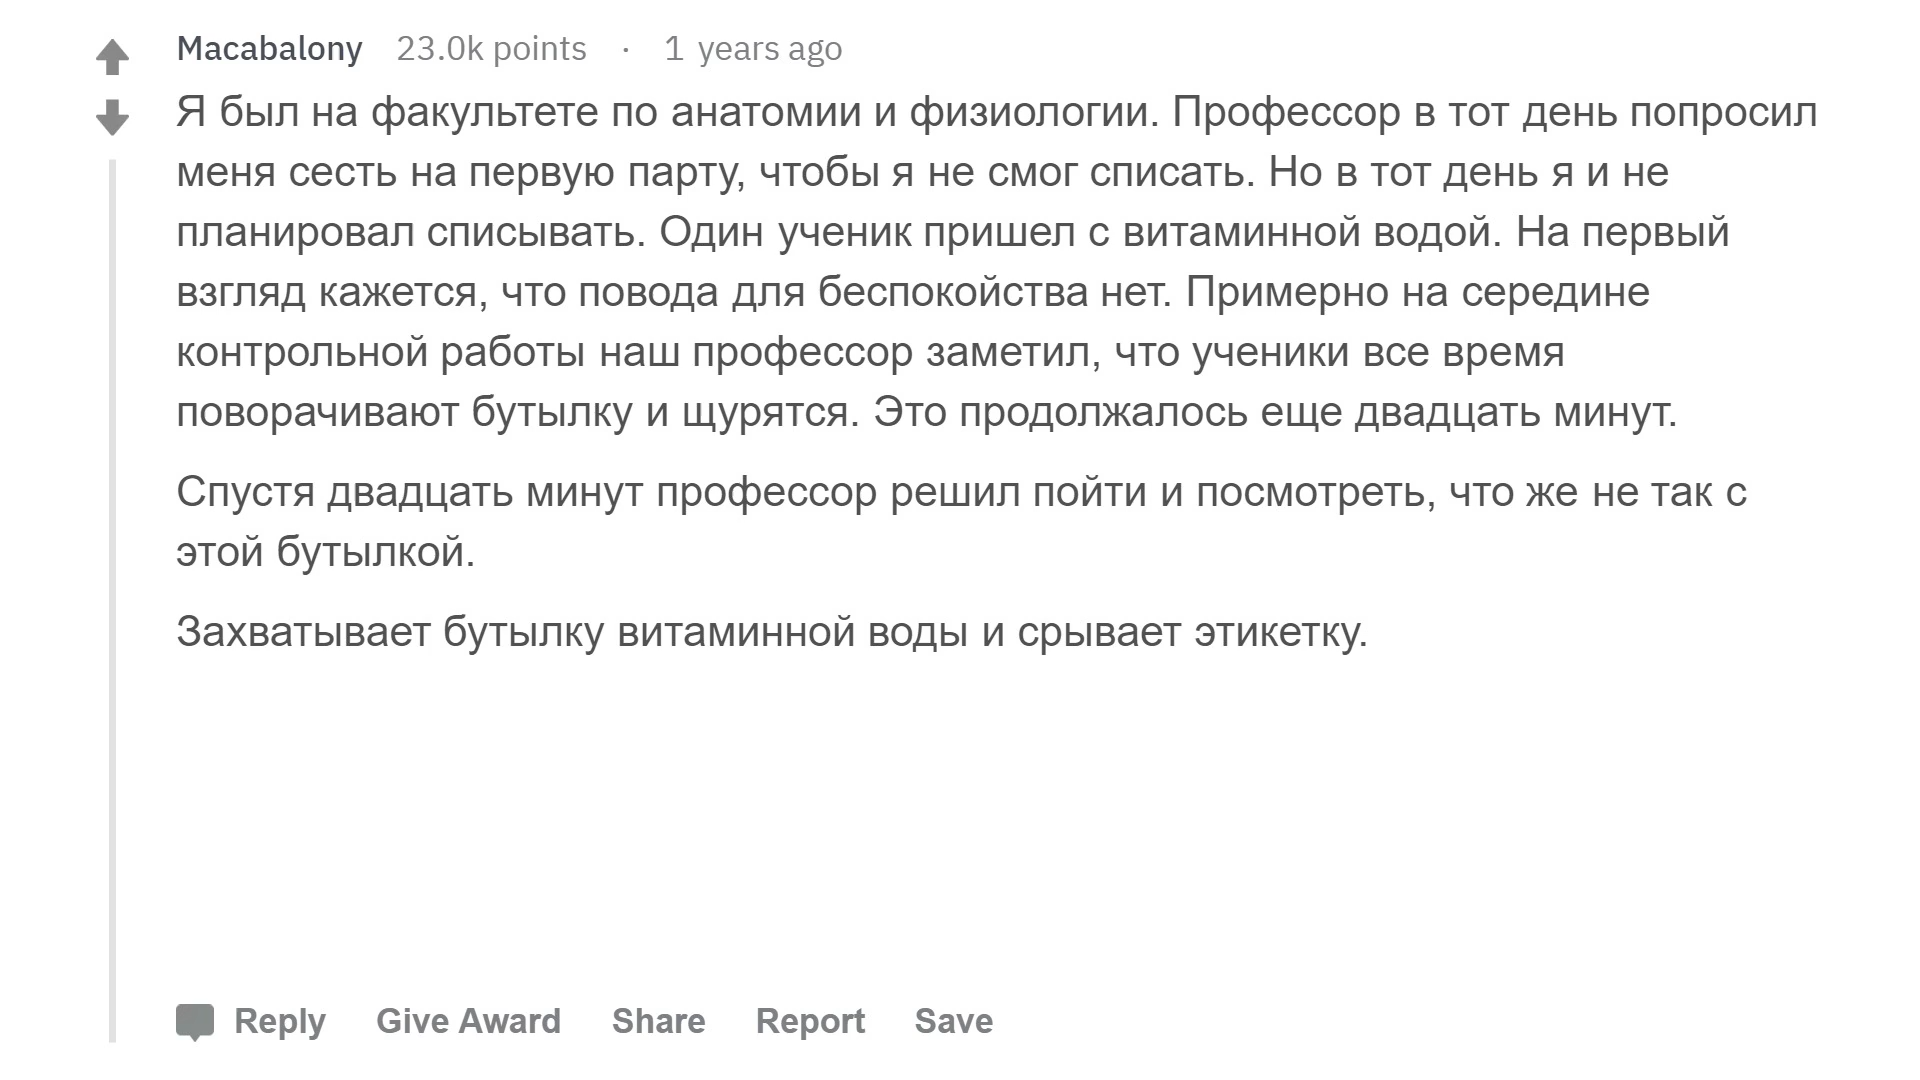 Macabalony 23.0k points · 1 years ago
Я был на факультете по анатомии и физиологии. Профессор в тот день попросил
меня сесть на первую парту, чтобы я не смог списать. Но в тот день я и не
планировал списывать. Один ученик пришел с витаминной водой. На первый
взгляд кажется, что повода для беспокойства нет. Примерно на середине
контрольной работы наш профессор заметил, что ученики все время
поворачивают бутылку и щурятся. Это продолжалось еще двадцать минут.
Спустя двадцать минут профессор решил пойти и посмотреть, что же не так с
этой бутылкой.
Захватывает бутылку витаминной воды и срывает этикетку.
Reply Give Award Share Report Save